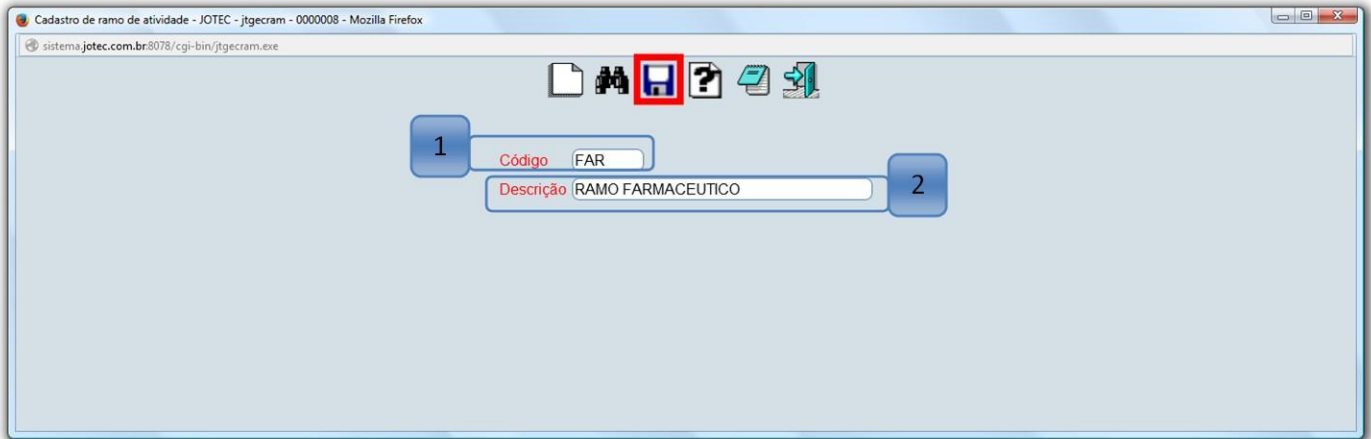 Cadastro de ramo de atividade - JOTEC - jtgecram - 0000008 - Mozilla Firefox
sistema.jotec.com.br:8078/cgi-bin/jtgecram.exe
1
Código FAR
Descrição RAMO FARMACEUTICO
2